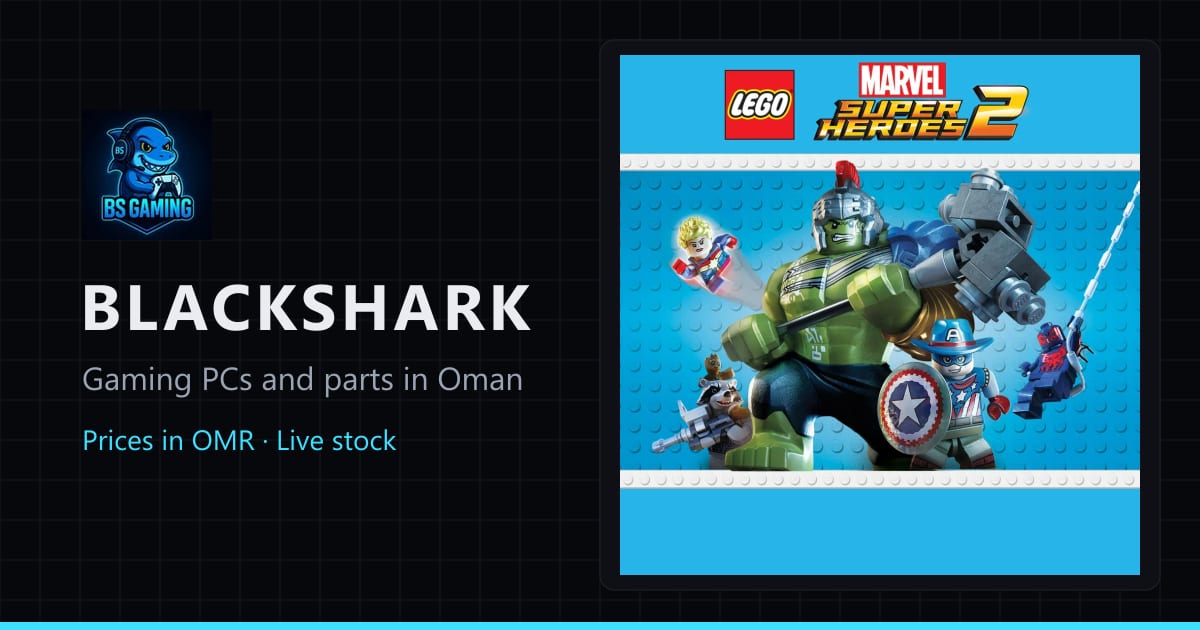 BS
BS GAMING
BLACKSHARK
Gaming PCs and parts in Oman
Prices in OMR · Live stock
LEGO
MARVEL
SUPER
HEROES 2
A